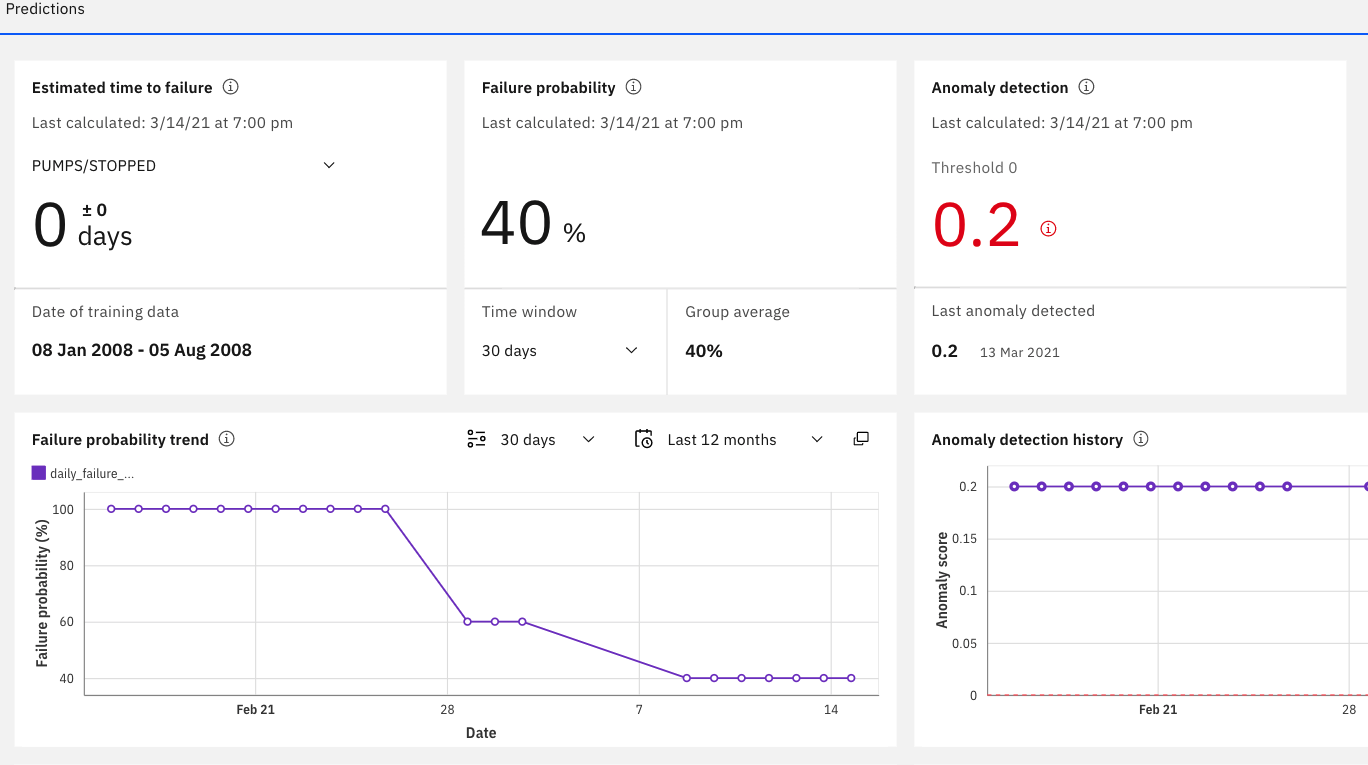 Predictions
Estimated time to failure
Last calculated: 3/14/21 at 7:00 pm
PUMPS/STOPPED
0 ± 0 days
Date of training data
08 Jan 2008 - 05 Aug 2008
Failure probability
Last calculated: 3/14/21 at 7:00 pm
40 %
Time window
30 days
Group average
40%
Anomaly detection
Last calculated: 3/14/21 at 7:00 pm
Threshold 0
0.2
Last anomaly detected
0.2 13 Mar 2021
Failure probability trend
30 days
Last 12 months
daily_failure_...
Failure probability (%)
100
80
60
40
Feb 21 28 7 14
Date
Anomaly detection history
Anomaly score
0.2
0.15
0.1
0.05
0
Feb 21 28